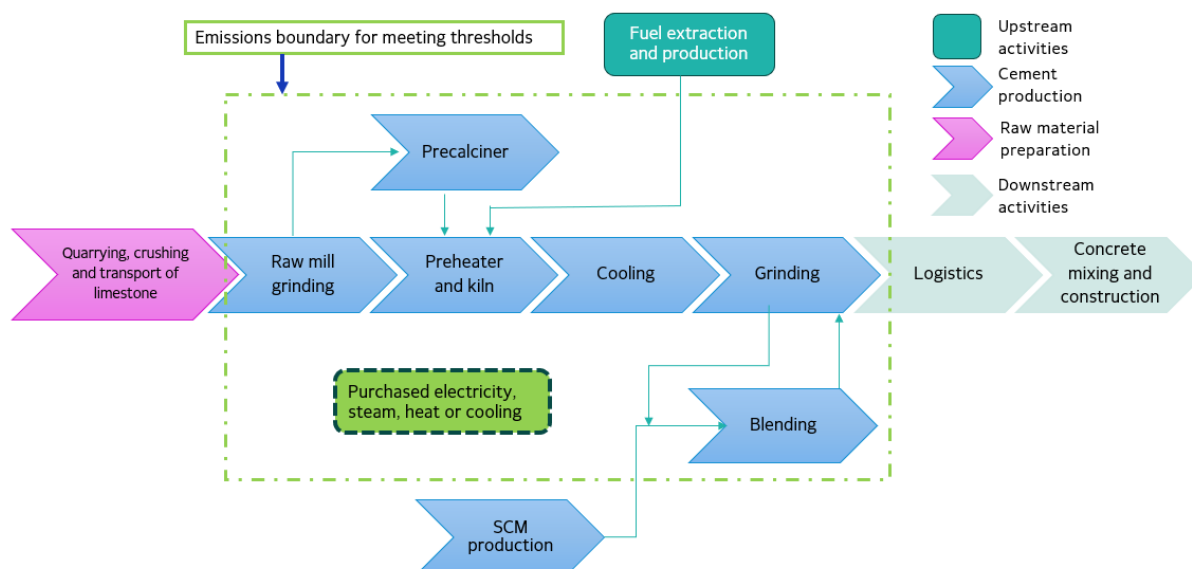 Emissions boundary for meeting thresholds
Fuel extraction
and production
Upstream
activities
Cement
production
Raw material
preparation
Downstream
activities
Precalciner
Quarrying, crushing
and transport of
limestone
Raw mill
grinding
Preheater
and kiln
Cooling
Grinding
Logistics
Concrete
mixing and
construction
Purchased electricity,
steam, heat or cooling
Blending
SCM
production